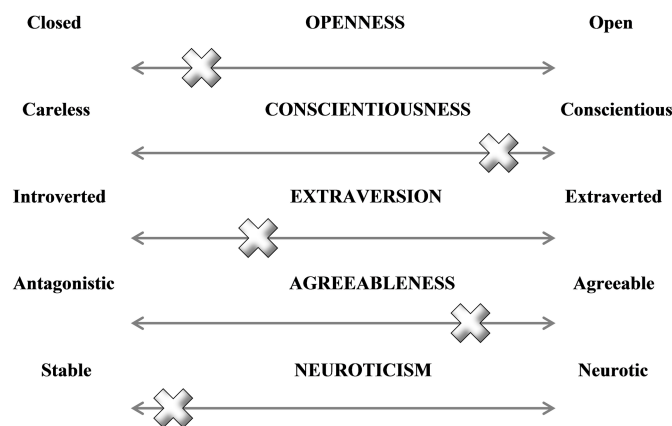 Closed OPENNESS Open
Careless CONSCIENTIOUSNESS Conscientious
Introverted EXTRAVERSION Extraverted
Antagonistic AGREEABLENESS Agreeable
Stable NEUROTICISM Neurotic